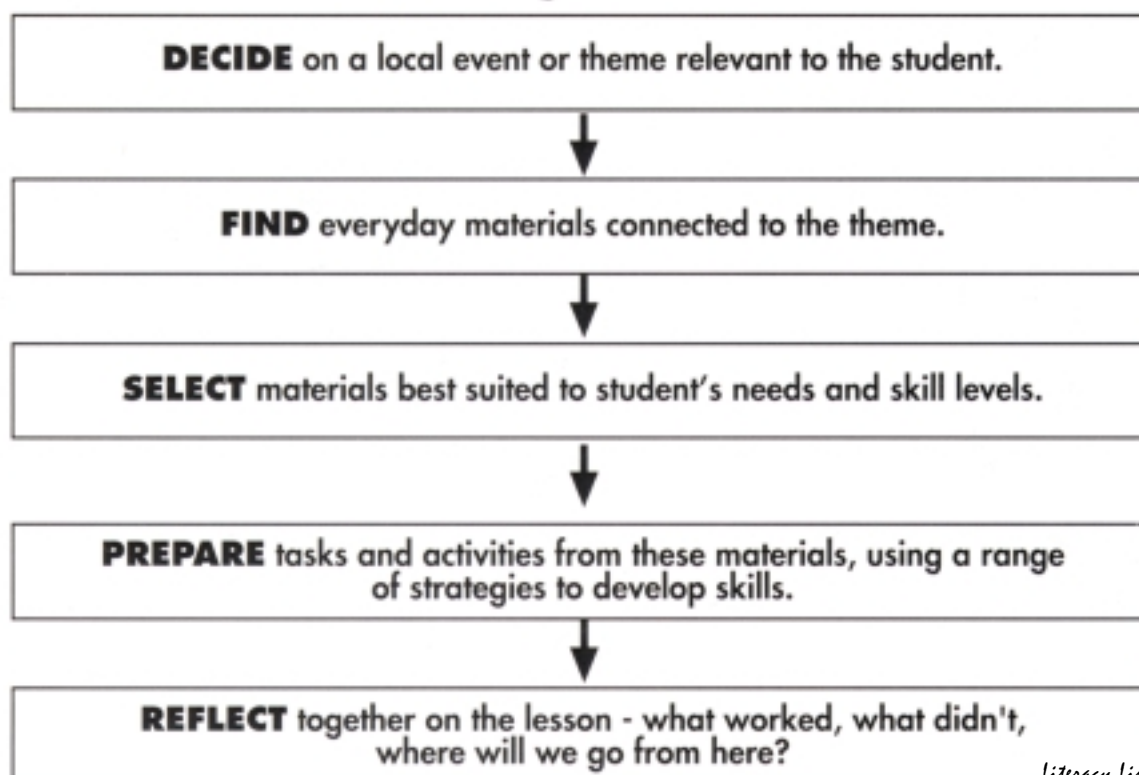 DECIDE on a local event or theme relevant to the student.
FIND everyday materials connected to the theme.
SELECT materials best suited to student's needs and skill levels.
PREPARE tasks and activities from these materials, using a range
of strategies to develop skills.
REFLECT together on the lesson - what worked, what didn't,
where will we go from here?
literacy